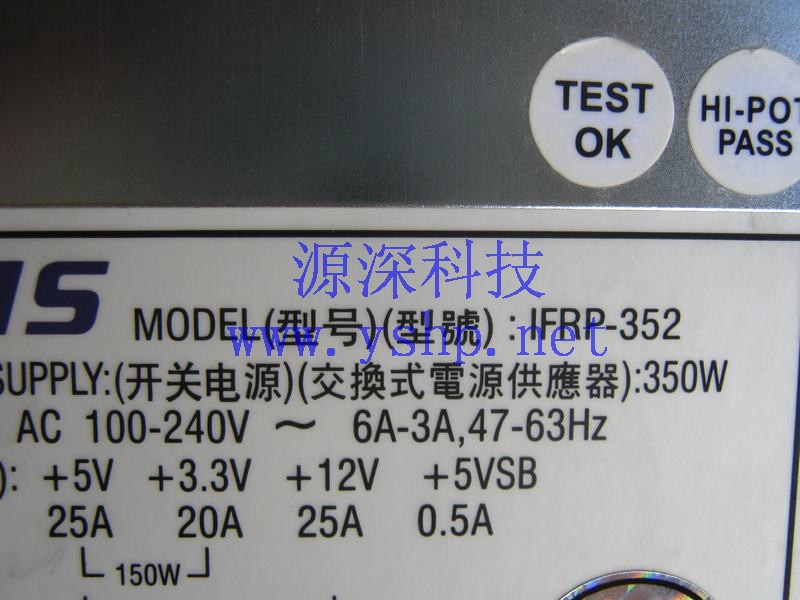 TEST
OK
HI-POT
PASS
源深科技
MODEL(型号)(型號) : IFRP-352
www.yshp.net
SUPPLY:(开关电源)(交換式電源供應器):350W
AC 100-240V ~ 6A-3A,47-63Hz
): +5V +3.3V +12V +5VSB
25A 20A 25A 0.5A
150W